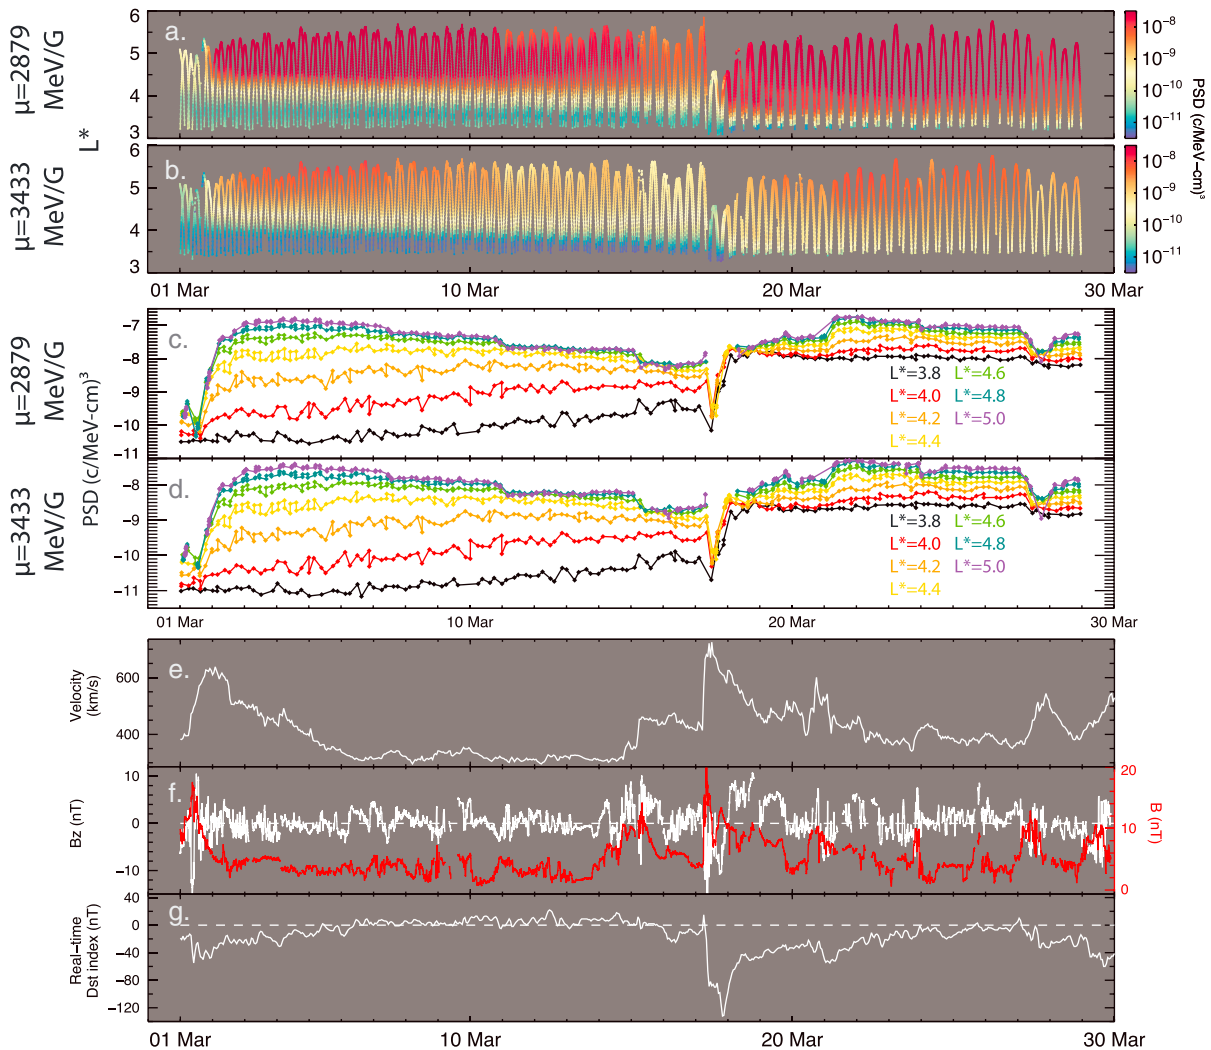 a.
6
5
4
3
μ=2879
MeV/G
L*
b.
6
5
4
3
μ=3433
MeV/G
10⁻⁸
10⁻⁹
10⁻¹⁰
10⁻¹¹
10⁻⁸
10⁻⁹
10⁻¹⁰
10⁻¹¹
PSD (c/MeV−cm)³
01 Mar 10 Mar 20 Mar 30 Mar
c.
−7
−8
−9
−10
−11
μ=2879
MeV/G
L*=3.8 L*=4.6
L*=4.0 L*=4.8
L*=4.2 L*=5.0
L*=4.4
PSD (c/MeV-cm)³
d.
−8
−9
−10
−11
μ=3433
MeV/G
L*=3.8 L*=4.6
L*=4.0 L*=4.8
L*=4.2 L*=5.0
L*=4.4
01 Mar 10 Mar 20 Mar 30 Mar
e.
600
400
Velocity
(km/s)
f.
10
0
−10
Bz (nT)
20
10
0
B
(nT)
g.
40
0
−40
−80
−120
Real−time
Dst index (nT)
01 Mar 10 Mar 20 Mar 30 Mar